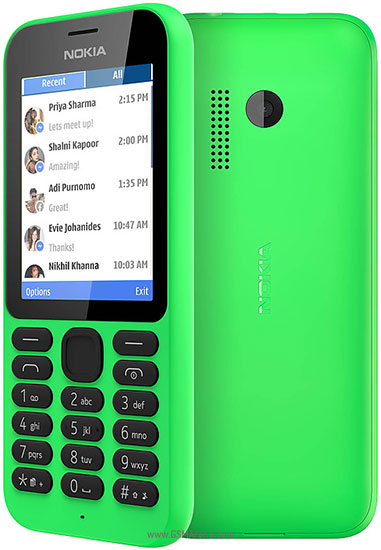 NOKIA
Recent All
Priya Sharma 2:15 PM
Lets meet up!
Shalni Kapoor 2:00 PM
Amazing!
Adi Purnomo 1:35 PM
Great!
Evie Johanides 10:47 AM
Thanks!
Nikhil Khanna 10:03 AM
Options Exit
1 2 abc 3 def
4 ghi 5 jkl 6 mno
7 pqrs 8 tuv 9 wxyz
* + 0 #
NOKIA